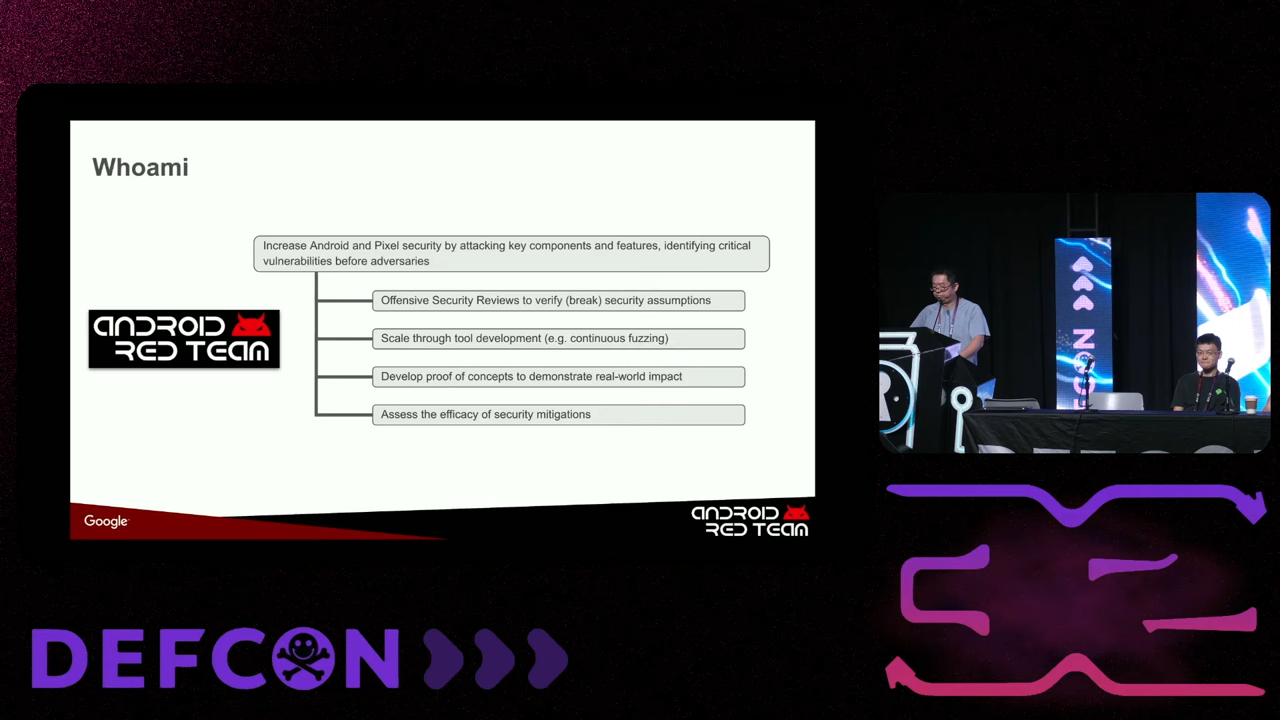 Whoami
Increase Android and Pixel security by attacking key components and features, identifying critical
vulnerabilities before adversaries
Offensive Security Reviews to verify (break) security assumptions
ANDROID
RED TEAM
Scale through tool development (e.g. continuous fuzzing)
Develop proof of concepts to demonstrate real-world impact
Assess the efficacy of security mitigations
Google
ANDROID
RED TEAM
DEFCON